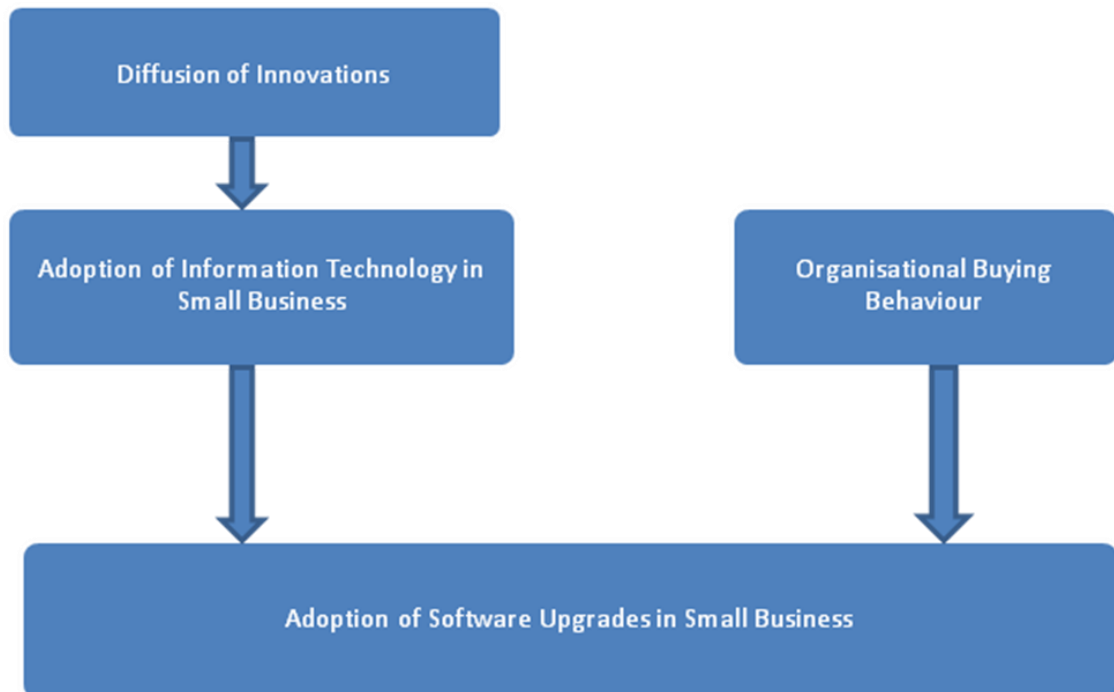 Diffusion of Innovations
Adoption of Information Technology in
Small Business
Organisational Buying
Behaviour
Adoption of Software Upgrades in Small Business